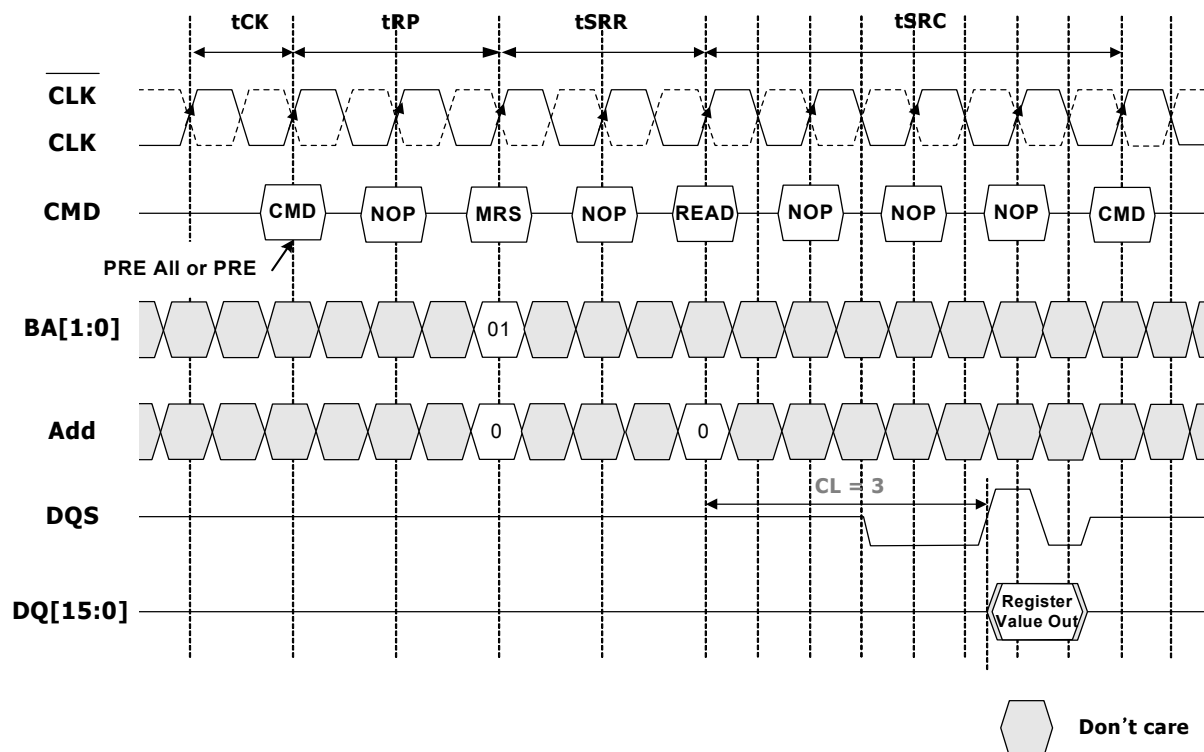 tCK tRP tSRR tSRC
CLK
CLK
CMD CMD NOP MRS NOP READ NOP NOP NOP CMD
PRE All or PRE
BA[1:0] 01
Add 0 0
CL = 3
DQS
DQ[15:0] Register
Value Out
Don't care